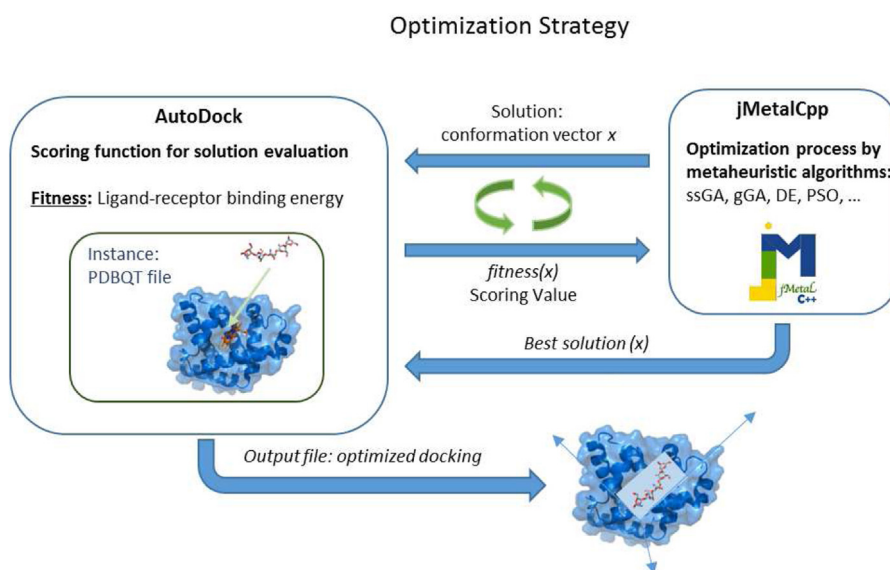 Optimization Strategy
AutoDock
Scoring function for solution evaluation
Fitness: Ligand-receptor binding energy
Instance:
PDBQT file
Solution:
conformation vector x
fitness(x)
Scoring Value
Best solution (x)
jMetalCpp
Optimization process by
metaheuristic algorithms:
ssGA, gGA, DE, PSO, ...
jMetal
C++
Output file: optimized docking